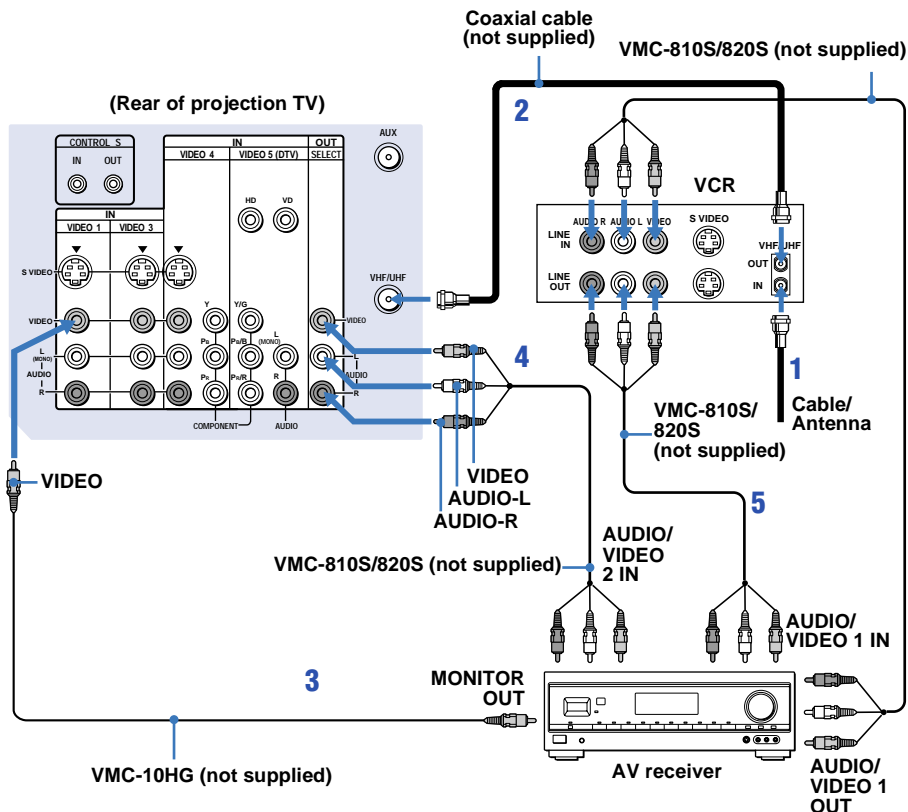 Coaxial cable
(not supplied)
VMC-810S/820S (not supplied)
(Rear of projection TV)
2
CONTROL S
IN OUT
IN
VIDEO 4 VIDEO 5 (DTV)
OUT
SELECT
AUX
HD VD
IN
VIDEO 1 VIDEO 3
S VIDEO
VIDEO
L
(MONO)
AUDIO
R
Y Y/G
PB PB/B (MONO) L
PR PR/R R
COMPONENT AUDIO
VHF/UHF
VIDEO
L
AUDIO
R
VCR
AUDIO R AUDIO L VIDEO S VIDEO
LINE
IN
LINE
OUT
VHF/UHF
OUT
IN
4
1
Cable/
Antenna
VMC-810S/
820S
(not supplied)
VIDEO
VIDEO
AUDIO-L
AUDIO-R
5
AUDIO/
VIDEO
2 IN
VMC-810S/820S (not supplied)
AUDIO/
VIDEO 1 IN
3
MONITOR
OUT
VMC-10HG (not supplied)
AV receiver
AUDIO/
VIDEO 1
OUT